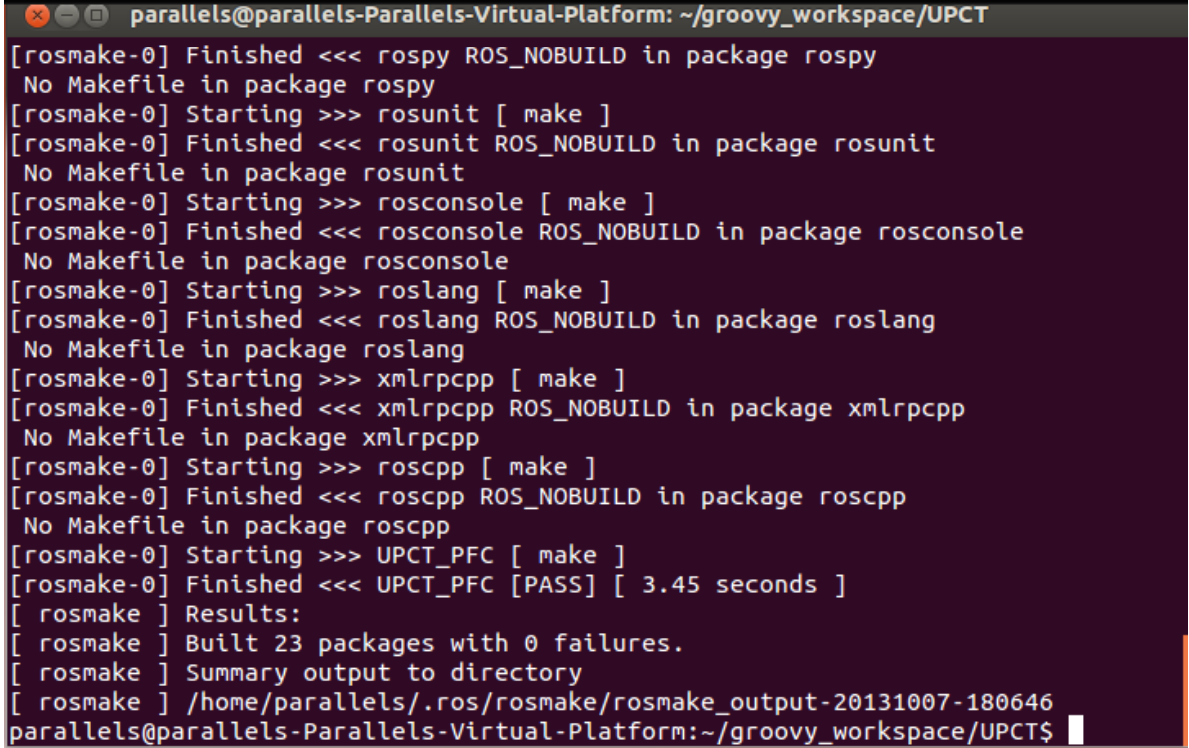 parallels@parallels-Parallels-Virtual-Platform: ~/groovy_workspace/UPCT
[rosmake-0] Finished <<< rospy ROS_NOBUILD in package rospy
 No Makefile in package rospy
[rosmake-0] Starting >>> rosunit [ make ]
[rosmake-0] Finished <<< rosunit ROS_NOBUILD in package rosunit
 No Makefile in package rosunit
[rosmake-0] Starting >>> rosconsole [ make ]
[rosmake-0] Finished <<< rosconsole ROS_NOBUILD in package rosconsole
 No Makefile in package rosconsole
[rosmake-0] Starting >>> roslang [ make ]
[rosmake-0] Finished <<< roslang ROS_NOBUILD in package roslang
 No Makefile in package roslang
[rosmake-0] Starting >>> xmlrpcpp [ make ]
[rosmake-0] Finished <<< xmlrpcpp ROS_NOBUILD in package xmlrpcpp
 No Makefile in package xmlrpcpp
[rosmake-0] Starting >>> roscpp [ make ]
[rosmake-0] Finished <<< roscpp ROS_NOBUILD in package roscpp
 No Makefile in package roscpp
[rosmake-0] Starting >>> UPCT_PFC [ make ]
[rosmake-0] Finished <<< UPCT_PFC [PASS] [ 3.45 seconds ]
[ rosmake ] Results:
[ rosmake ] Built 23 packages with 0 failures.
[ rosmake ] Summary output to directory
[ rosmake ] /home/parallels/.ros/rosmake/rosmake_output-20131007-180646
parallels@parallels-Parallels-Virtual-Platform:~/groovy_workspace/UPCT$